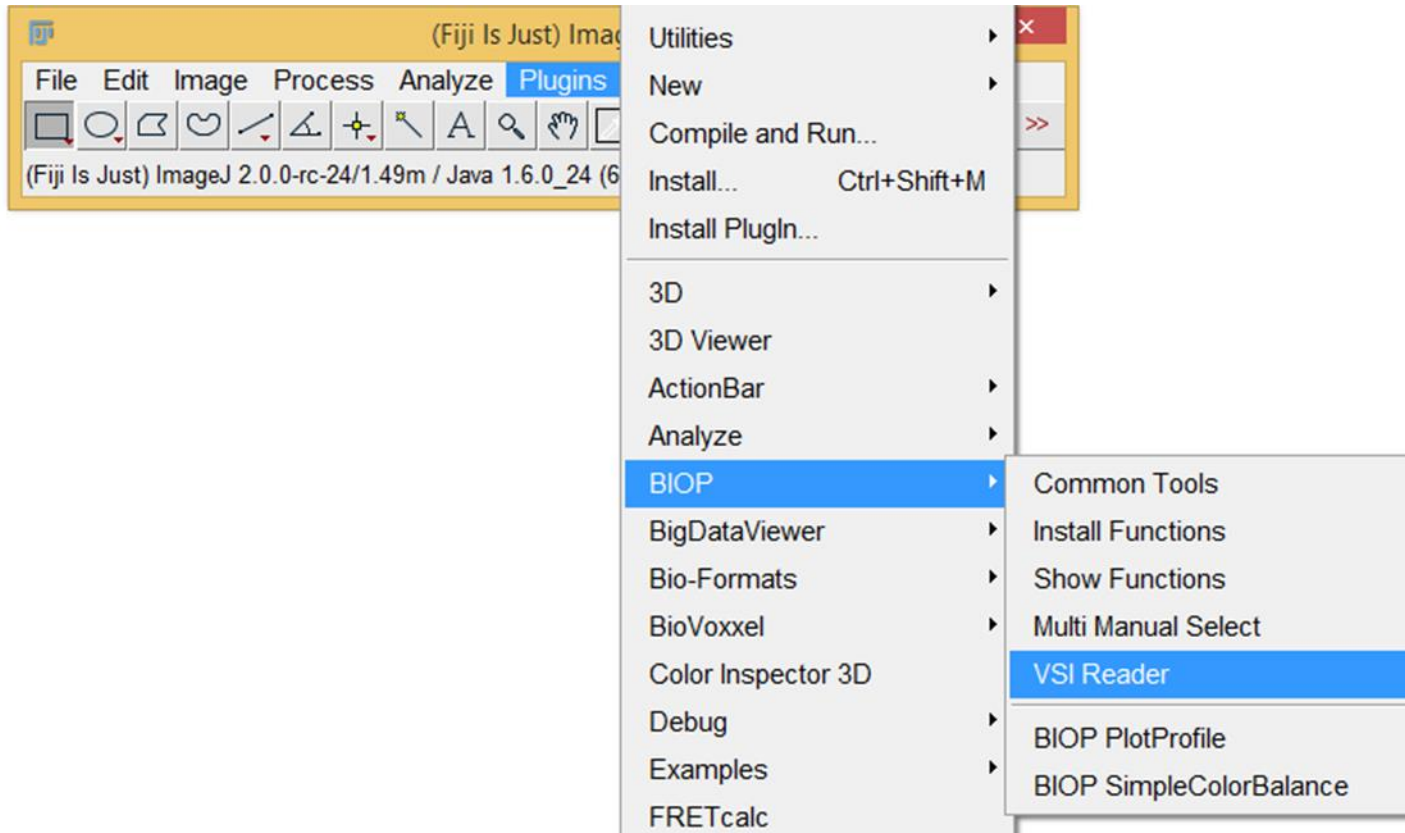 (Fiji Is Just) Imag
File Edit Image Process Analyze Plugins
A >>
(Fiji Is Just) ImageJ 2.0.0-rc-24/1.49m / Java 1.6.0_24 (6
Utilities
New
Compile and Run...
Install... Ctrl+Shift+M
Install PlugIn...
3D
3D Viewer
ActionBar
Analyze
BIOP
BigDataViewer
Bio-Formats
BioVoxxel
Color Inspector 3D
Debug
Examples
FRETcalc
Common Tools
Install Functions
Show Functions
Multi Manual Select
VSI Reader
BIOP PlotProfile
BIOP SimpleColorBalance